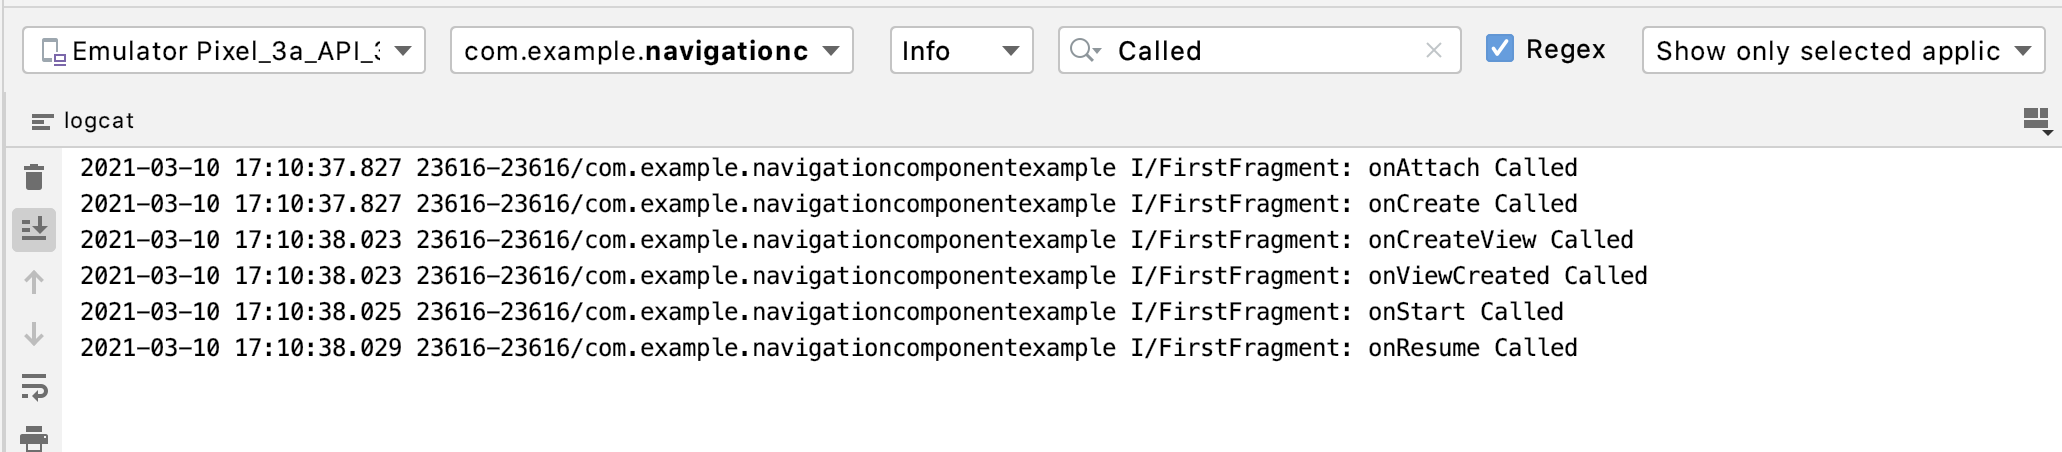 Emulator Pixel_3a_API_3 com.example.navigationc Info Called Regex Show only selected applic
logcat
2021-03-10 17:10:37.827 23616-23616/com.example.navigationcomponentexample I/FirstFragment: onAttach Called
2021-03-10 17:10:37.827 23616-23616/com.example.navigationcomponentexample I/FirstFragment: onCreate Called
2021-03-10 17:10:38.023 23616-23616/com.example.navigationcomponentexample I/FirstFragment: onCreateView Called
2021-03-10 17:10:38.023 23616-23616/com.example.navigationcomponentexample I/FirstFragment: onViewCreated Called
2021-03-10 17:10:38.025 23616-23616/com.example.navigationcomponentexample I/FirstFragment: onStart Called
2021-03-10 17:10:38.029 23616-23616/com.example.navigationcomponentexample I/FirstFragment: onResume Called